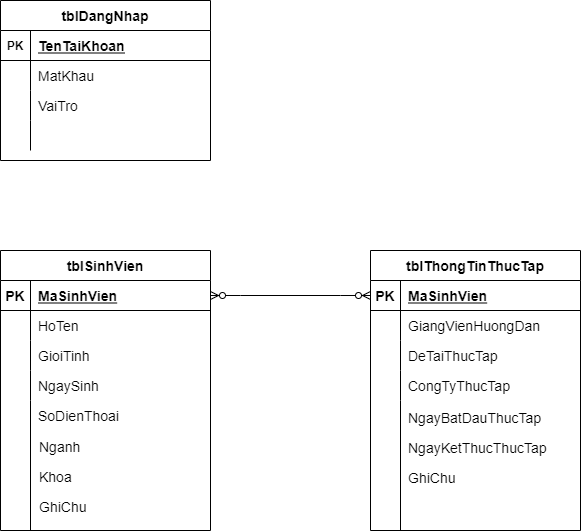 tblDangNhap
PK TenTaiKhoan
MatKhau
VaiTro
tblSinhVien
PK MaSinhVien
HoTen
GioiTinh
NgaySinh
SoDienThoai
Nganh
Khoa
GhiChu
tblThongTinThucTap
PK MaSinhVien
GiangVienHuongDan
DeTaiThucTap
CongTyThucTap
NgayBatDauThucTap
NgayKetThucThucTap
GhiChu